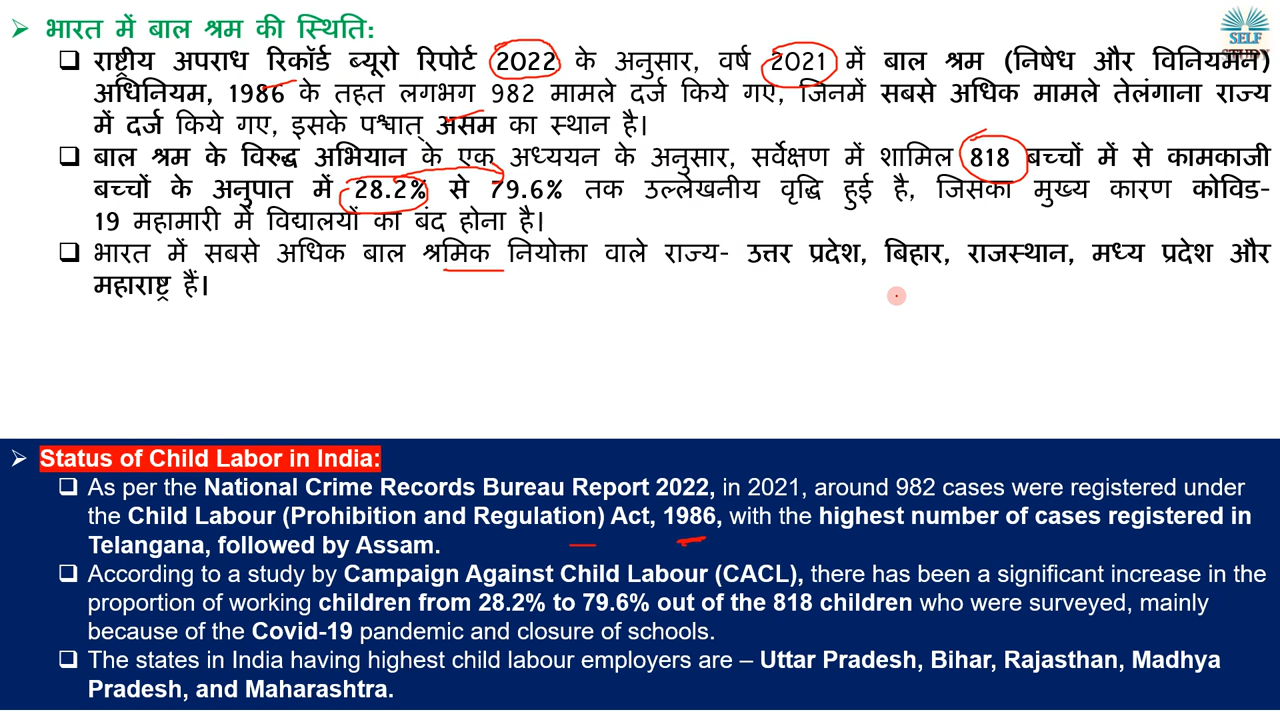 ➢ भारत में बाल श्रम की स्थिति:
❑ राष्ट्रीय अपराध रिकॉर्ड ब्यूरो रिपोर्ट 2022 के अनुसार, वर्ष 2021 में बाल श्रम (निषेध और विनियमन)
अधिनियम, 1986 के तहत लगभग 982 मामले दर्ज किये गए, जिनमें सबसे अधिक मामले तेलंगाना राज्य
में दर्ज किये गए, इसके पश्चात् असम का स्थान है।
❑ बाल श्रम के विरुद्ध अभियान के एक अध्ययन के अनुसार, सर्वेक्षण में शामिल 818 बच्चों में से कामकाजी
बच्चों के अनुपात में 28.2% से 79.6% तक उल्लेखनीय वृद्धि हुई है, जिसका मुख्य कारण कोविड-
19 महामारी में विद्यालयों का बंद होना है।
❑ भारत में सबसे अधिक बाल श्रमिक नियोक्ता वाले राज्य- उत्तर प्रदेश, बिहार, राजस्थान, मध्य प्रदेश और
महाराष्ट्र हैं।
SELF
STUDY
➢ Status of Child Labor in India:
❑ As per the National Crime Records Bureau Report 2022, in 2021, around 982 cases were registered under
the Child Labour (Prohibition and Regulation) Act, 1986, with the highest number of cases registered in
Telangana, followed by Assam.
❑ According to a study by Campaign Against Child Labour (CACL), there has been a significant increase in the
proportion of working children from 28.2% to 79.6% out of the 818 children who were surveyed, mainly
because of the Covid-19 pandemic and closure of schools.
❑ The states in India having highest child labour employers are – Uttar Pradesh, Bihar, Rajasthan, Madhya
Pradesh, and Maharashtra.